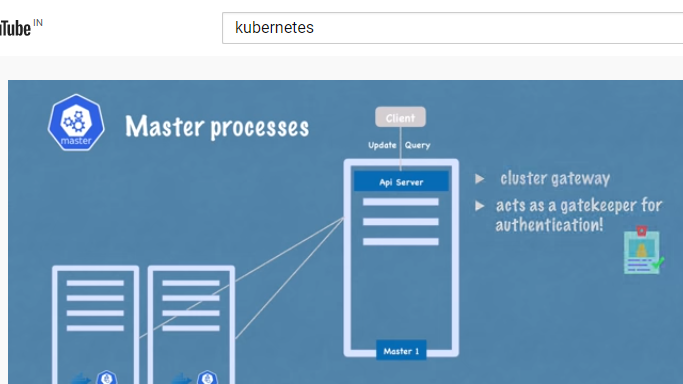 Tube IN
kubernetes
Master processes
master
Client
Update Query
Api Server
cluster gateway
acts as a gatekeeper for
authentication!
Master 1